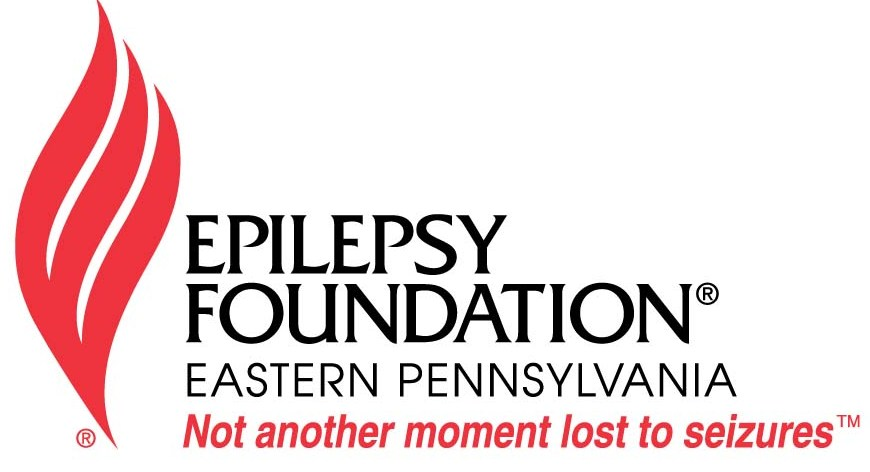 EPILEPSY
FOUNDATION®
EASTERN PENNSYLVANIA
® Not another moment lost to seizures™